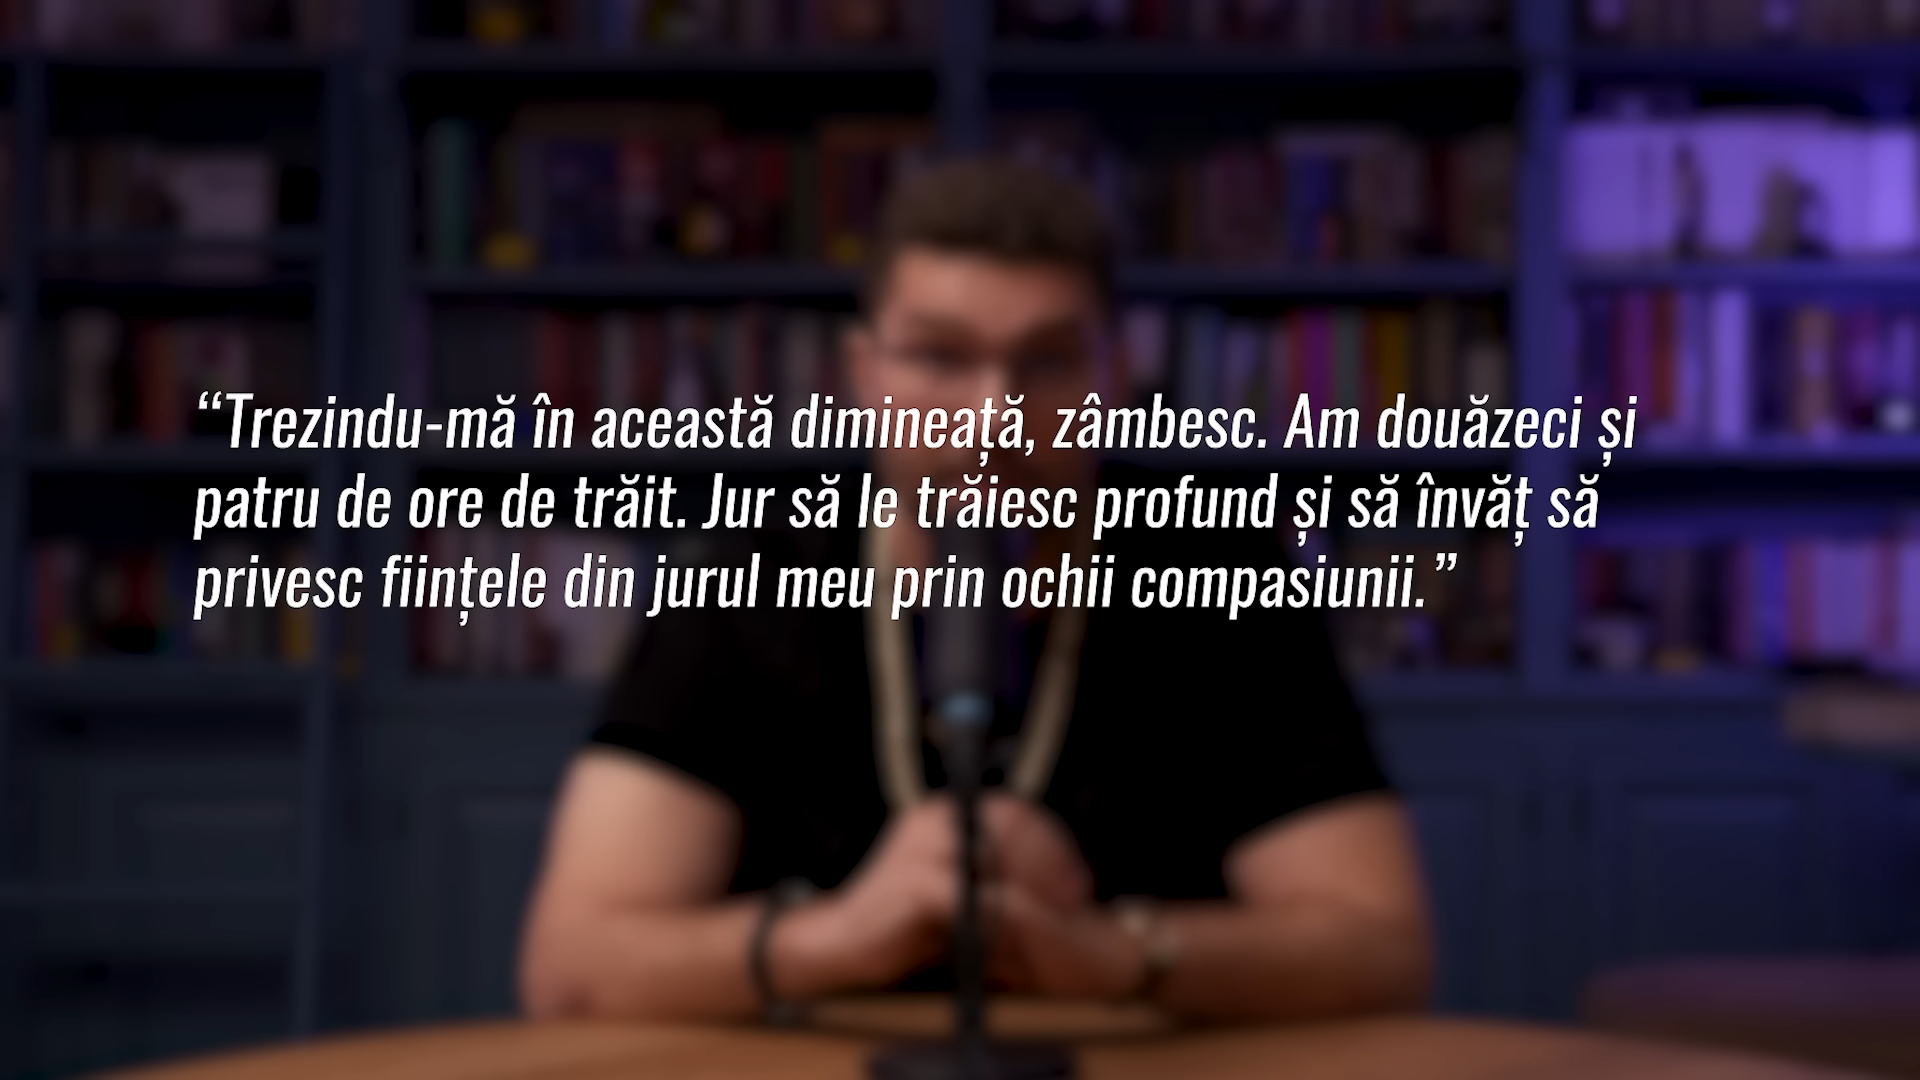 “Trezindu-mă în această dimineață, zâmbesc. Am douăzeci și
patru de ore de trăit. Jur să le trăiesc profund și să învăț să
privesc ființele din jurul meu prin ochii compasiunii.”